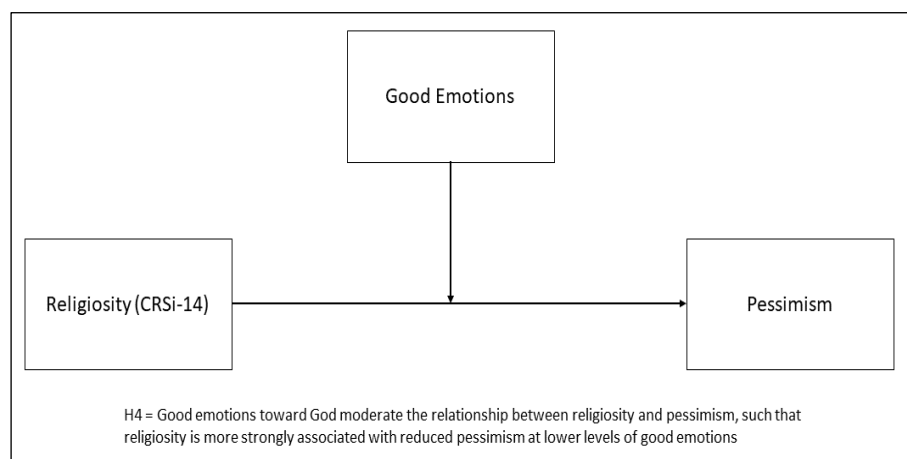 Good Emotions
Religiosity (CRSi-14)
Pessimism
H4 = Good emotions toward God moderate the relationship between religiosity and pessimism, such that
religiosity is more strongly associated with reduced pessimism at lower levels of good emotions